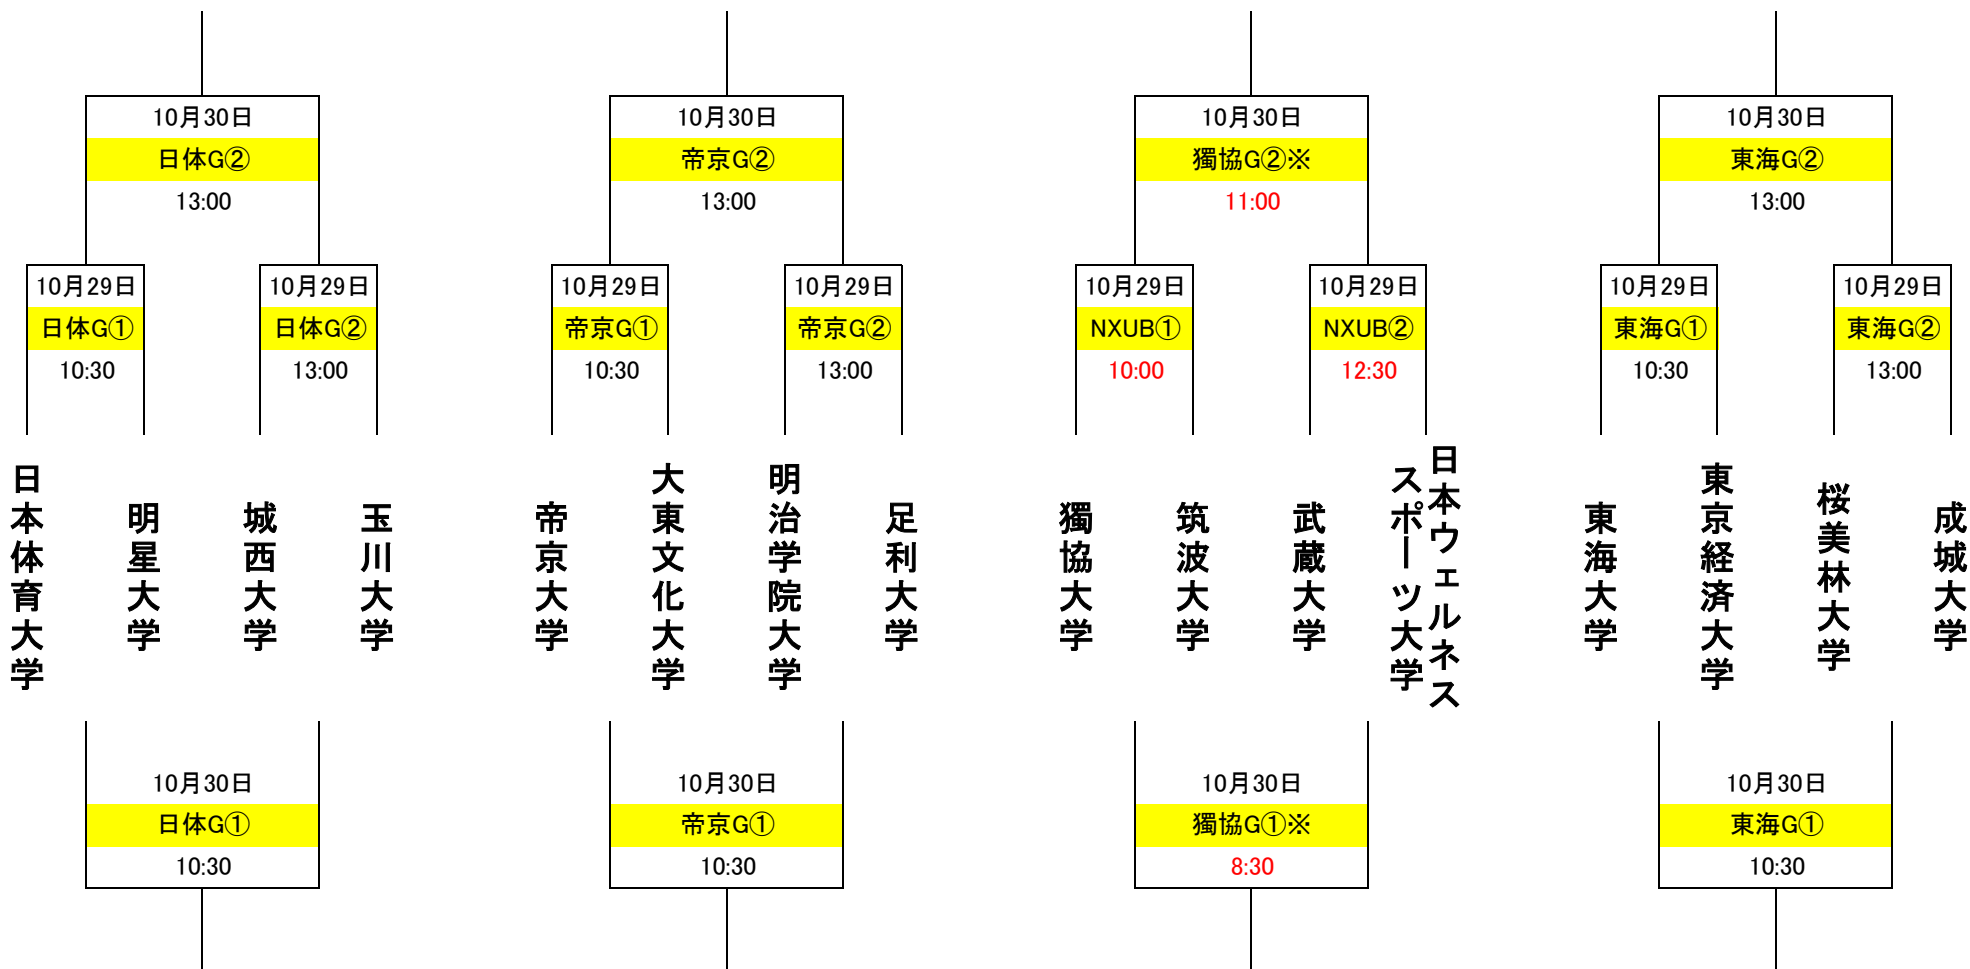 10月30日
日体G②
13:00
10月30日
帝京G②
13:00
10月30日
獨協G②※
11:00
10月30日
東海G②
13:00
10月29日
日体G①
10:30
10月29日
日体G②
13:00
10月29日
帝京G①
10:30
10月29日
帝京G②
13:00
10月29日
NXUB①
10:00
10月29日
NXUB②
12:30
10月29日
東海G①
10:30
10月29日
東海G②
13:00
日本体育大学
明星大学
城西大学
玉川大学
帝京大学
大東文化大学
明治学院大学
足利大学
獨協大学
筑波大学
武蔵大学
日本ウェルネス
スポーツ大学
東海大学
東京経済大学
桜美林大学
成城大学
10月30日
日体G①
10:30
10月30日
帝京G①
10:30
10月30日
獨協G①※
8:30
10月30日
東海G①
10:30